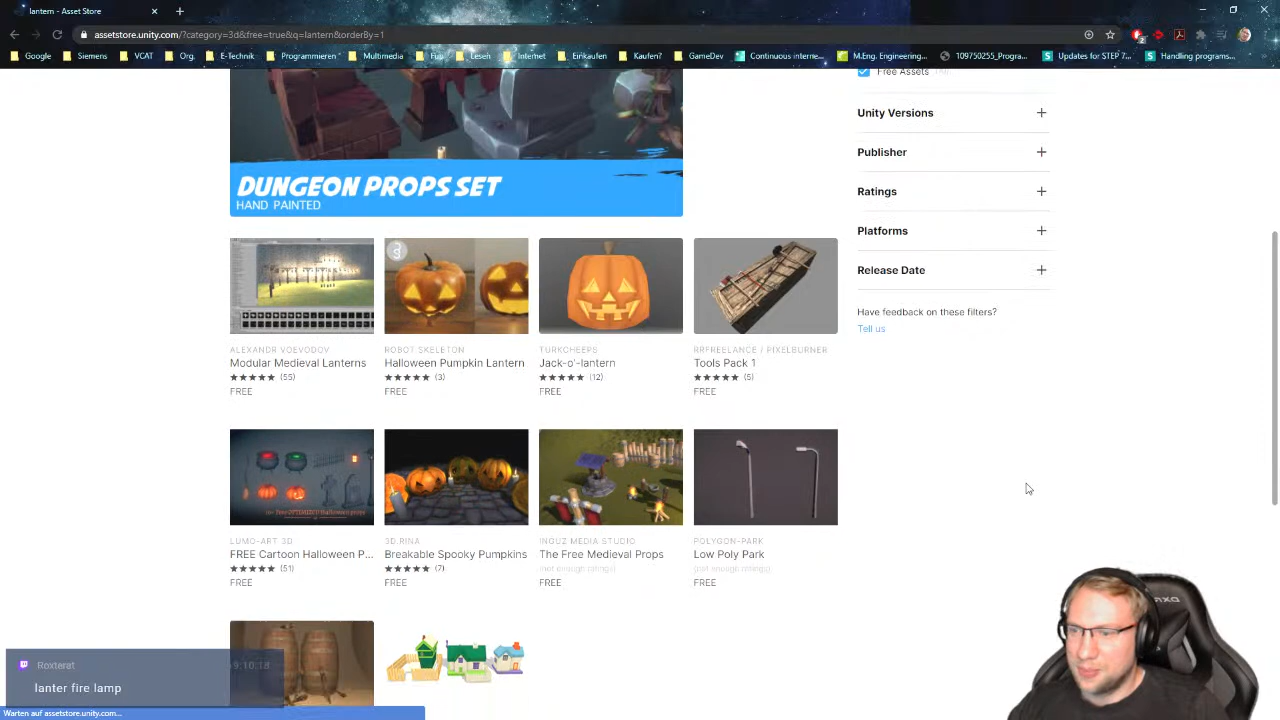 lantern - Asset Store
assetstore.unity.com/?category=3d&free=true&q=lantern&orderBy=1
Google
Siemens
VCAT
Org.
E-Technik
Programmieren
Multimedia
Fun
Lesen
Internet
Einkaufen
Kaufen?
GameDev
Continuous interne...
M.Eng. Engineering...
109750255_Progra...
Updates for STEP 7...
Handling programs...
Free Assets
DUNGEON PROPS SET
HAND PAINTED
Unity Versions
Publisher
Ratings
Platforms
Release Date
Have feedback on these filters?
Tell us
ALEXANDR VOEVODOV
Modular Medieval Lanterns
(55)
FREE
ROBOT SKELETON
Halloween Pumpkin Lantern
(3)
FREE
TURKCHEEPS
Jack-o'-lantern
(12)
FREE
RRFREELANCE / PIXELBURNER
Tools Pack 1
(5)
FREE
LUMO-ART 3D
FREE Cartoon Halloween P...
(51)
FREE
3D.RINA
Breakable Spooky Pumpkins
(7)
FREE
INGUZ MEDIA STUDIO
The Free Medieval Props
(not enough ratings)
FREE
POLYGON-PARK
Low Poly Park
(not enough ratings)
FREE
Roxterat
lanter fire lamp
Warten auf assetstore.unity.com...